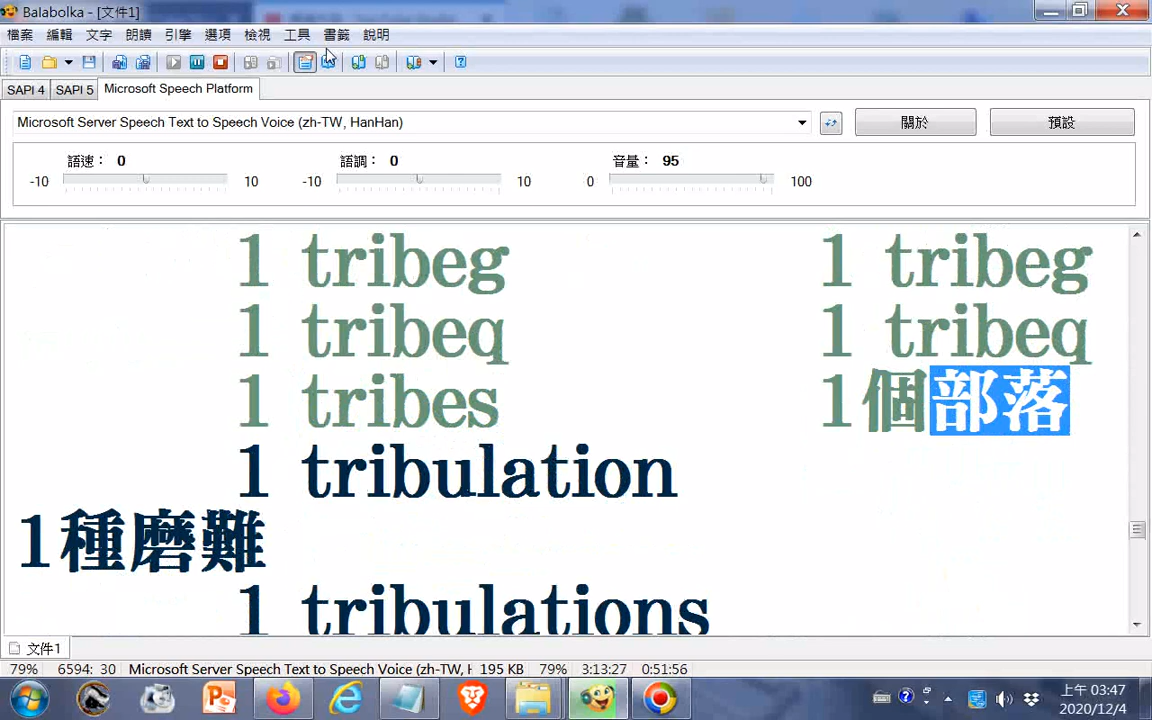 Balabolka - [文件1]
檔案 編輯 文字 朗讀 引擎 選項 檢視 工具 書籤 說明
SAPI 4 SAPI 5 Microsoft Speech Platform
Microsoft Server Speech Text to Speech Voice (zh-TW, HanHan) 關於 預設
語速： 0 語調： 0 音量： 95
-10 10 -10 10 0 100
1 tribeg 1 tribeg
1 tribeq 1 tribeq
1 tribes 1個部落
1 tribulation
1種磨難
1 tribulations
文件1
79% 6594: 30 Microsoft Server Speech Text to Speech Voice (zh-TW, 195 KB 79% 3:13:27 0:51:56
上午 03:47
2020/12/4